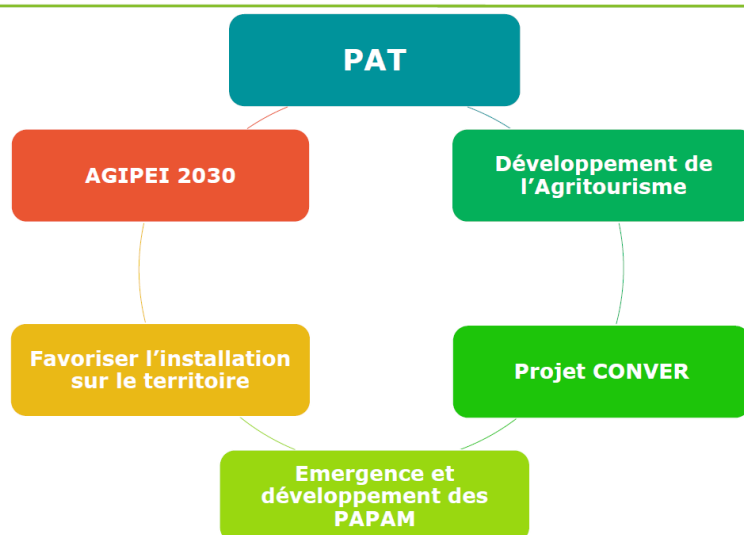 PAT
AGIPEI 2030
Développement de
l’Agritourisme
Favoriser l’installation
sur le territoire
Projet CONVER
Emergence et
développement des
PAPAM